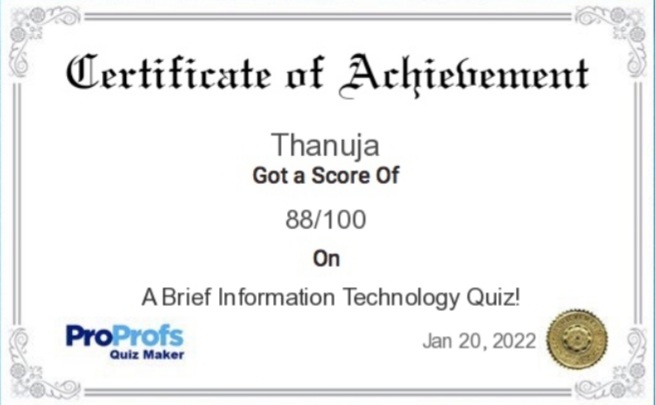 Certificate of Achievement
Thanuja
Got a Score Of
88/100
On
A Brief Information Technology Quiz!
ProProfs
Quiz Maker
Jan 20, 2022